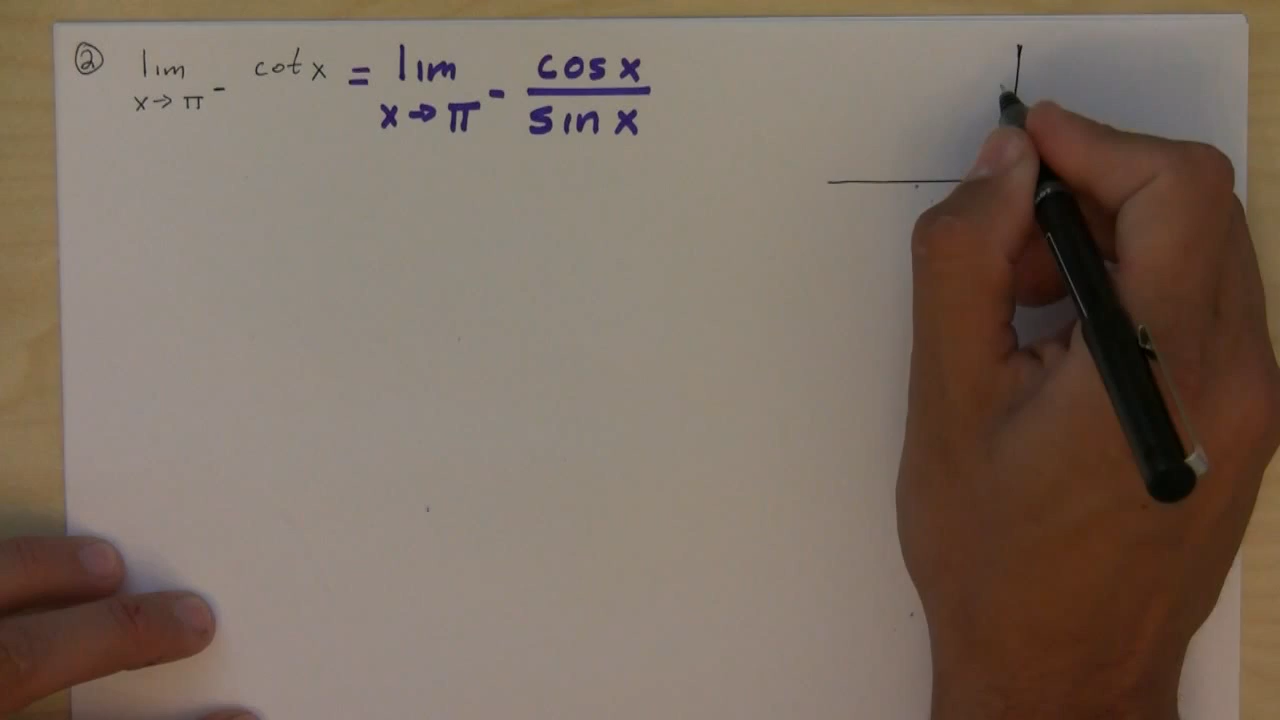 ② lim x→π⁻ cot x = lim x→π⁻ cos x / sin x